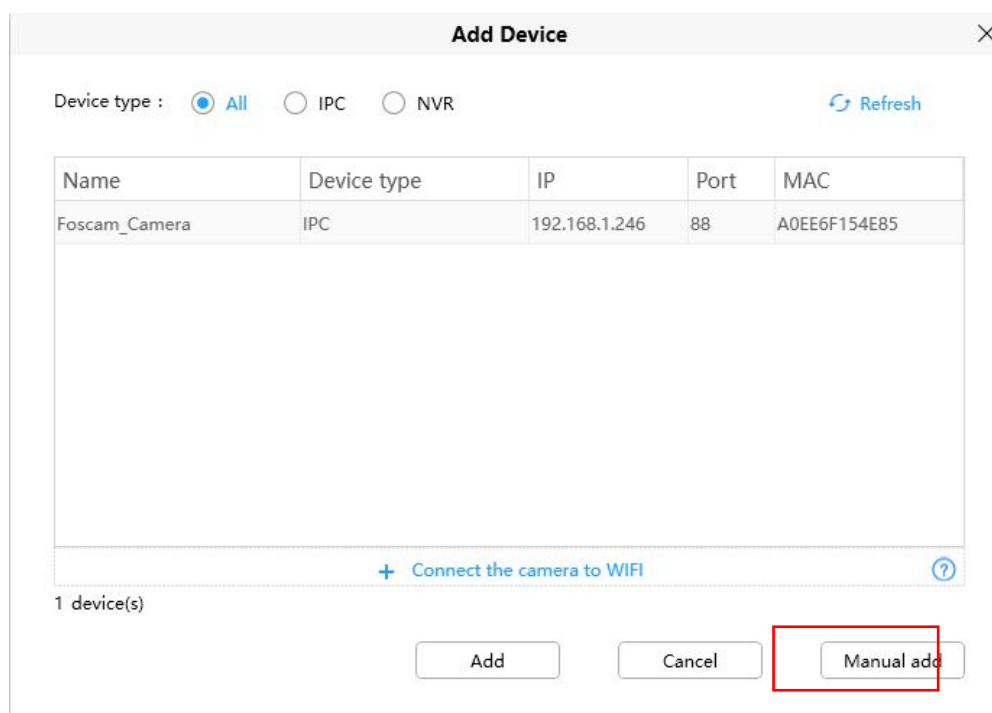 Add Device
Device type : All IPC NVR Refresh
Name Device type IP Port MAC
Foscam_Camera IPC 192.168.1.246 88 A0EE6F154E85
+ Connect the camera to WIFI ?
1 device(s)
Add Cancel Manual add